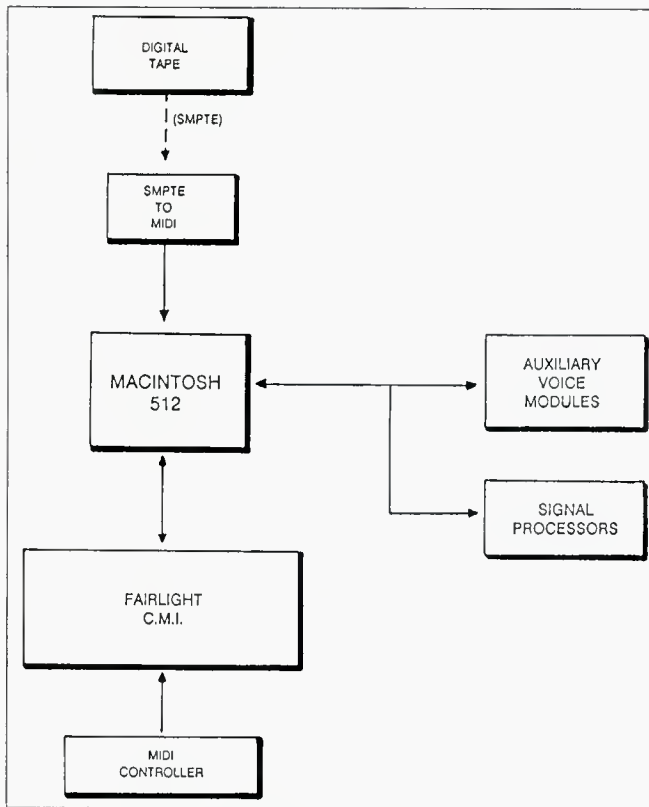 DIGITAL
TAPE
(SMPTE)
SMPTE
TO
MIDI
MACINTOSH
512
AUXILIARY
VOICE
MODULES
SIGNAL
PROCESSORS
FAIRLIGHT
C.M.I.
MIDI
CONTROLLER